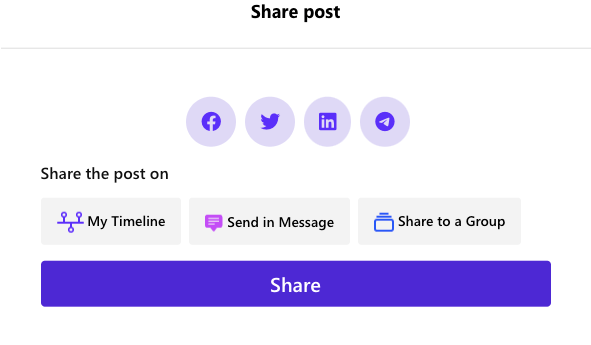 Share post
Share the post on
My Timeline
Send in Message
Share to a Group
Share